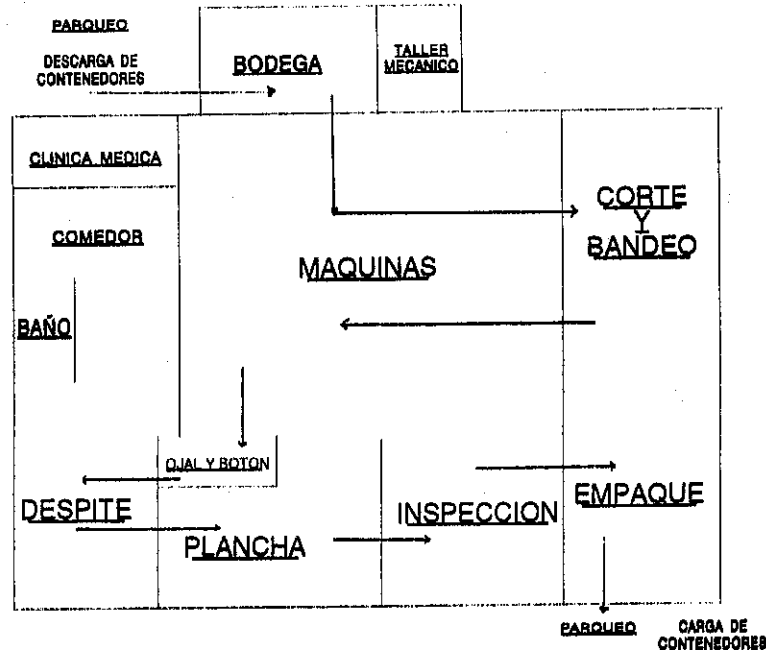 PARQUEO
DESCARGA DE
CONTENEDORES
BODEGA
TALLER
MECANICO
CLINICA MEDICA
COMEDOR
CORTE
Y
BANDEO
MAQUINAS
BAÑO
OJAL Y BOTON
DESPITE
PLANCHA
INSPECCION
EMPAQUE
PARQUEO
CARGA DE
CONTENEDORES